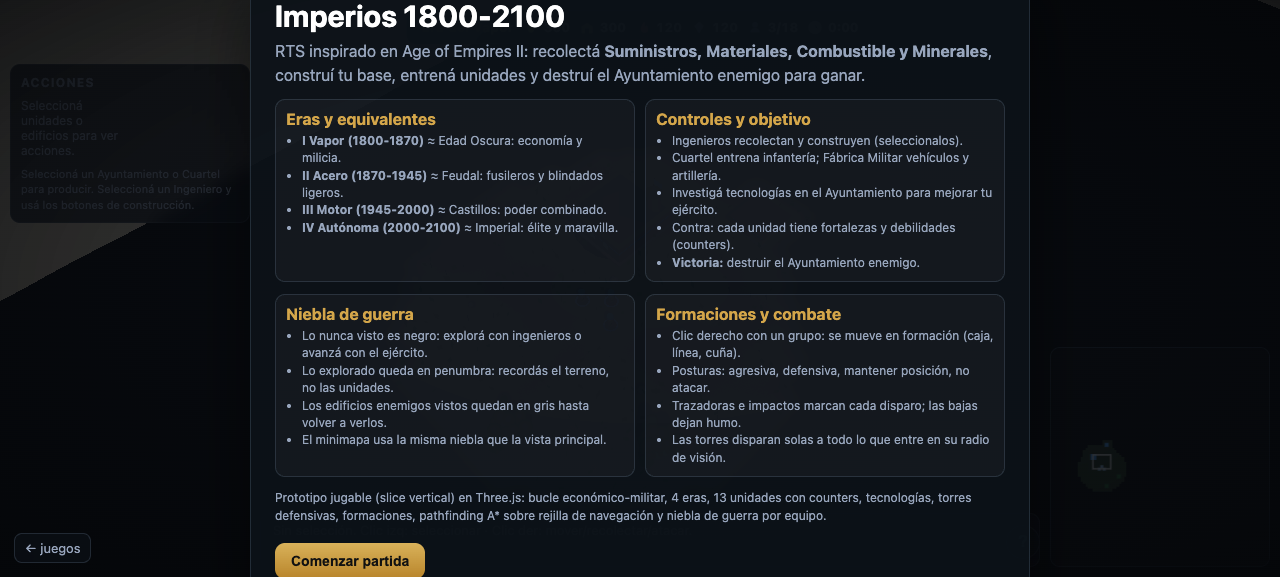 Imperios 1800-2100
RTS inspirado en Age of Empires II: recolectá Suministros, Materiales, Combustible y Minerales,
construí tu base, entrená unidades y destruí el Ayuntamiento enemigo para ganar.
ACCIONES
Seleccioná
unidades o
edificios para ver
acciones.
Seleccioná un Ayuntamiento o Cuartel
para producir. Seleccioná un Ingeniero y
usá los botones de construcción.
Eras y equivalentes
• I Vapor (1800-1870) ≈ Edad Oscura: economía y
milicia.
• II Acero (1870-1945) ≈ Feudal: fusileros y blindados
ligeros.
• III Motor (1945-2000) ≈ Castillos: poder combinado.
• IV Autónoma (2000-2100) ≈ Imperial: élite y maravilla.
Controles y objetivo
• Ingenieros recolectan y construyen (seleccionalos).
• Cuartel entrena infantería; Fábrica Militar vehículos y
artillería.
• Investigá tecnologías en el Ayuntamiento para mejorar tu
ejército.
• Contra: cada unidad tiene fortalezas y debilidades
(counters).
• Victoria: destruir el Ayuntamiento enemigo.
Niebla de guerra
• Lo nunca visto es negro: explorá con ingenieros o
avanzá con el ejército.
• Lo explorado queda en penumbra: recordás el terreno,
no las unidades.
• Los edificios enemigos vistos quedan en gris hasta
volver a verlos.
• El minimapa usa la misma niebla que la vista principal.
Formaciones y combate
• Clic derecho con un grupo: se mueve en formación (caja,
línea, cuña).
• Posturas: agresiva, defensiva, mantener posición, no
atacar.
• Trazadoras e impactos marcan cada disparo; las bajas
dejan humo.
• Las torres disparan solas a todo lo que entre en su radio
de visión.
Prototipo jugable (slice vertical) en Three.js: bucle económico-militar, 4 eras, 13 unidades con counters, tecnologías, torres
defensivas, formaciones, pathfinding A* sobre rejilla de navegación y niebla de guerra por equipo.
← juegos
Comenzar partida